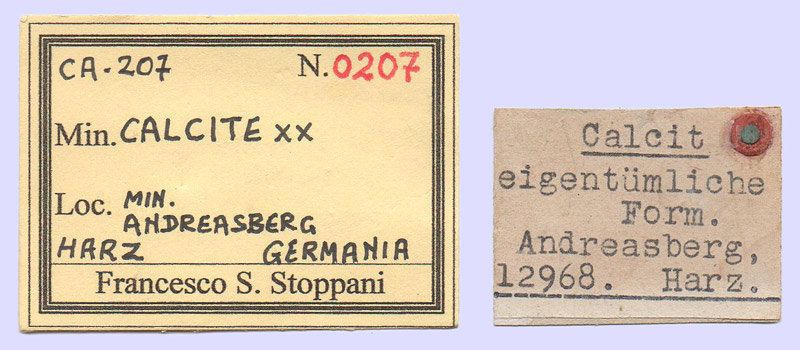 CA-207 N.0207
Min. CALCITE xx
Loc. MIN.
ANDREASBERG
HARZ GERMANIA
Francesco S. Stoppani
Calcit
eigentümliche
Form.
Andreasberg,
12968. Harz.